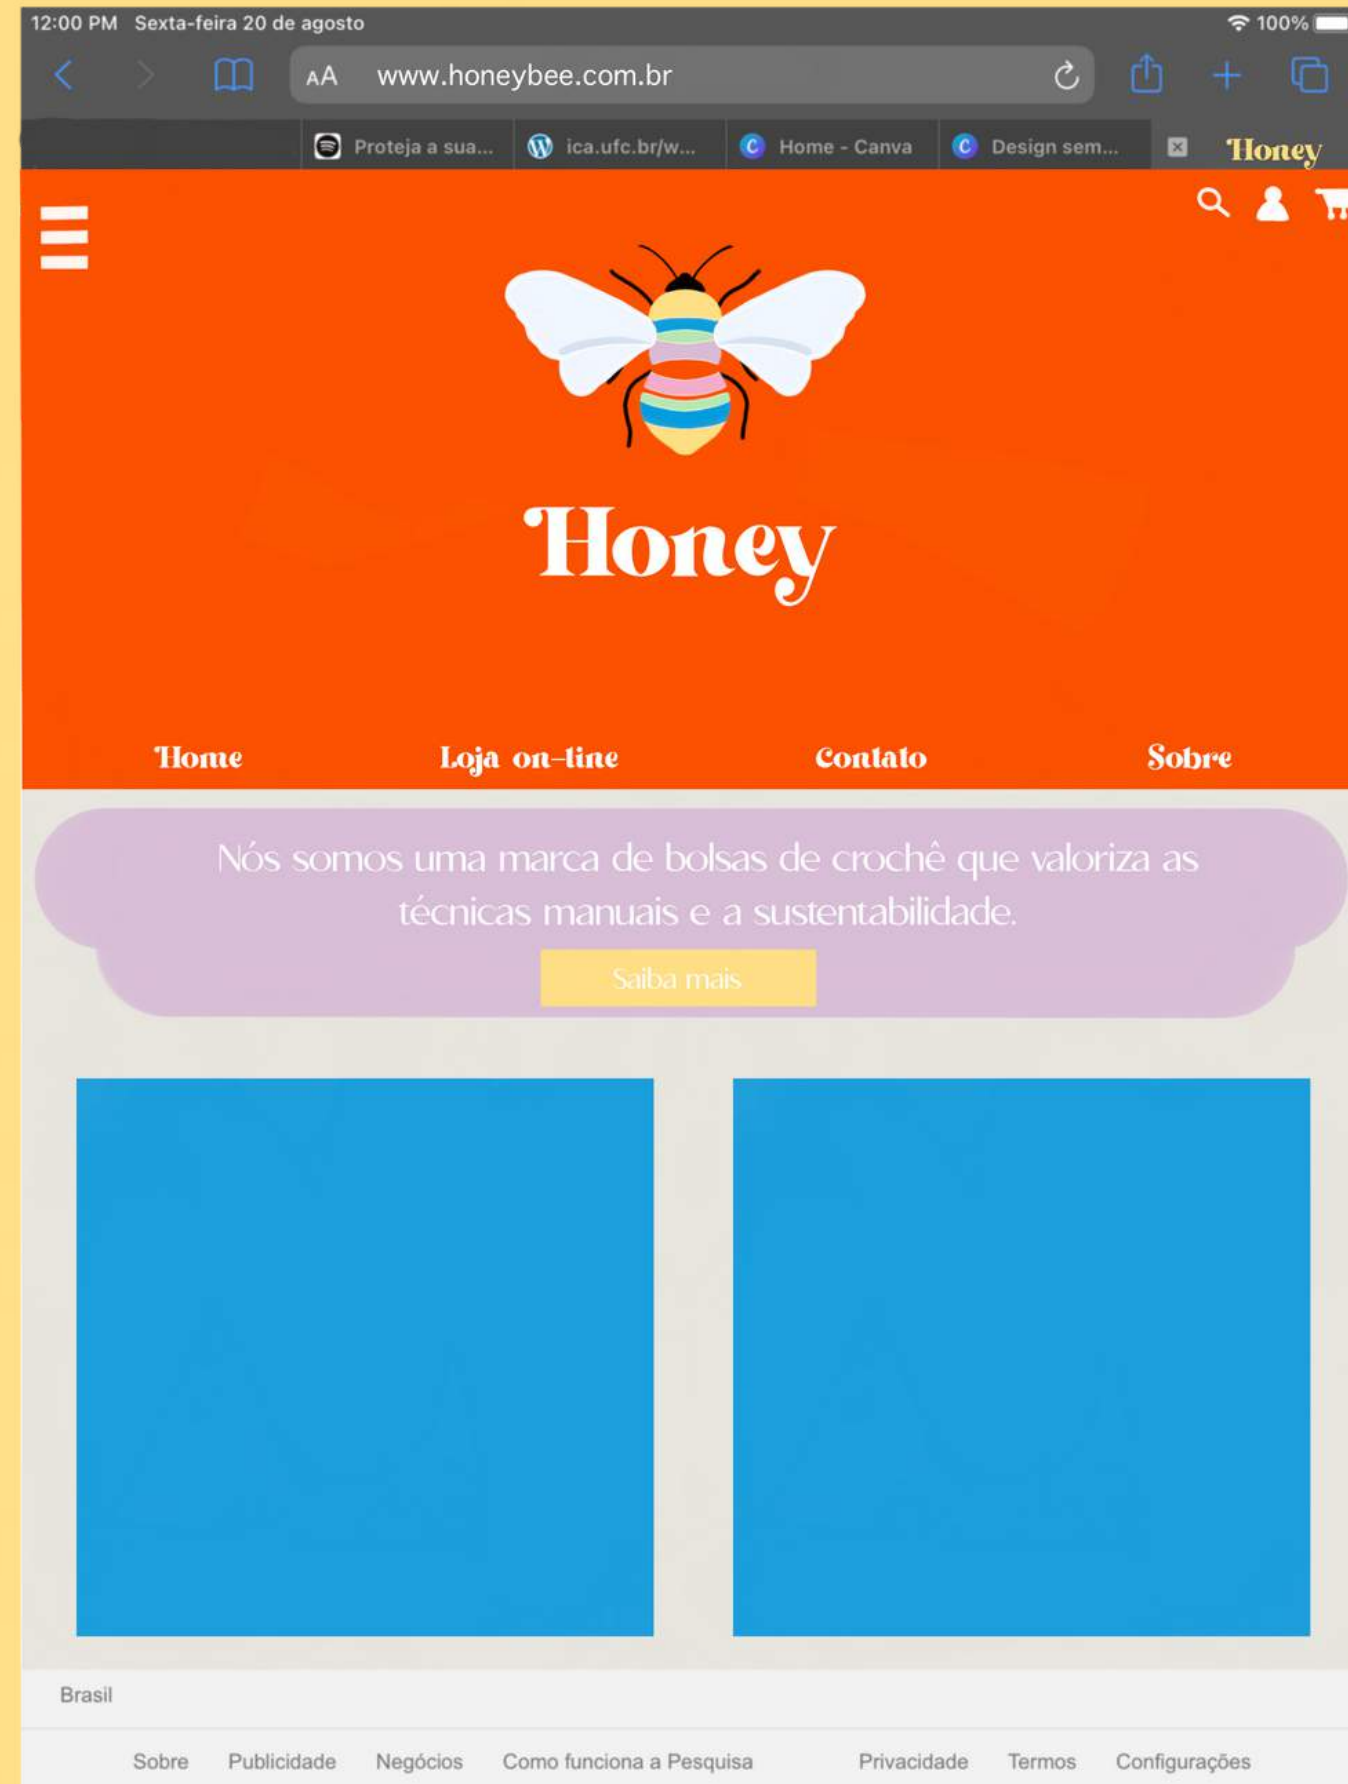 12:00 PM Sexta-feira 20 de agosto 100%
AA www.honeybee.com.br
Proteja a sua... ica.ufc.br/w... Home - Canva Design sem... Honey
Honey
Home Loja on-line Contato Sobre
Nós somos uma marca de bolsas de crochê que valoriza as
técnicas manuais e a sustentabilidade.
Saiba mais
Brasil
Sobre Publicidade Negócios Como funciona a Pesquisa Privacidade Termos Configurações